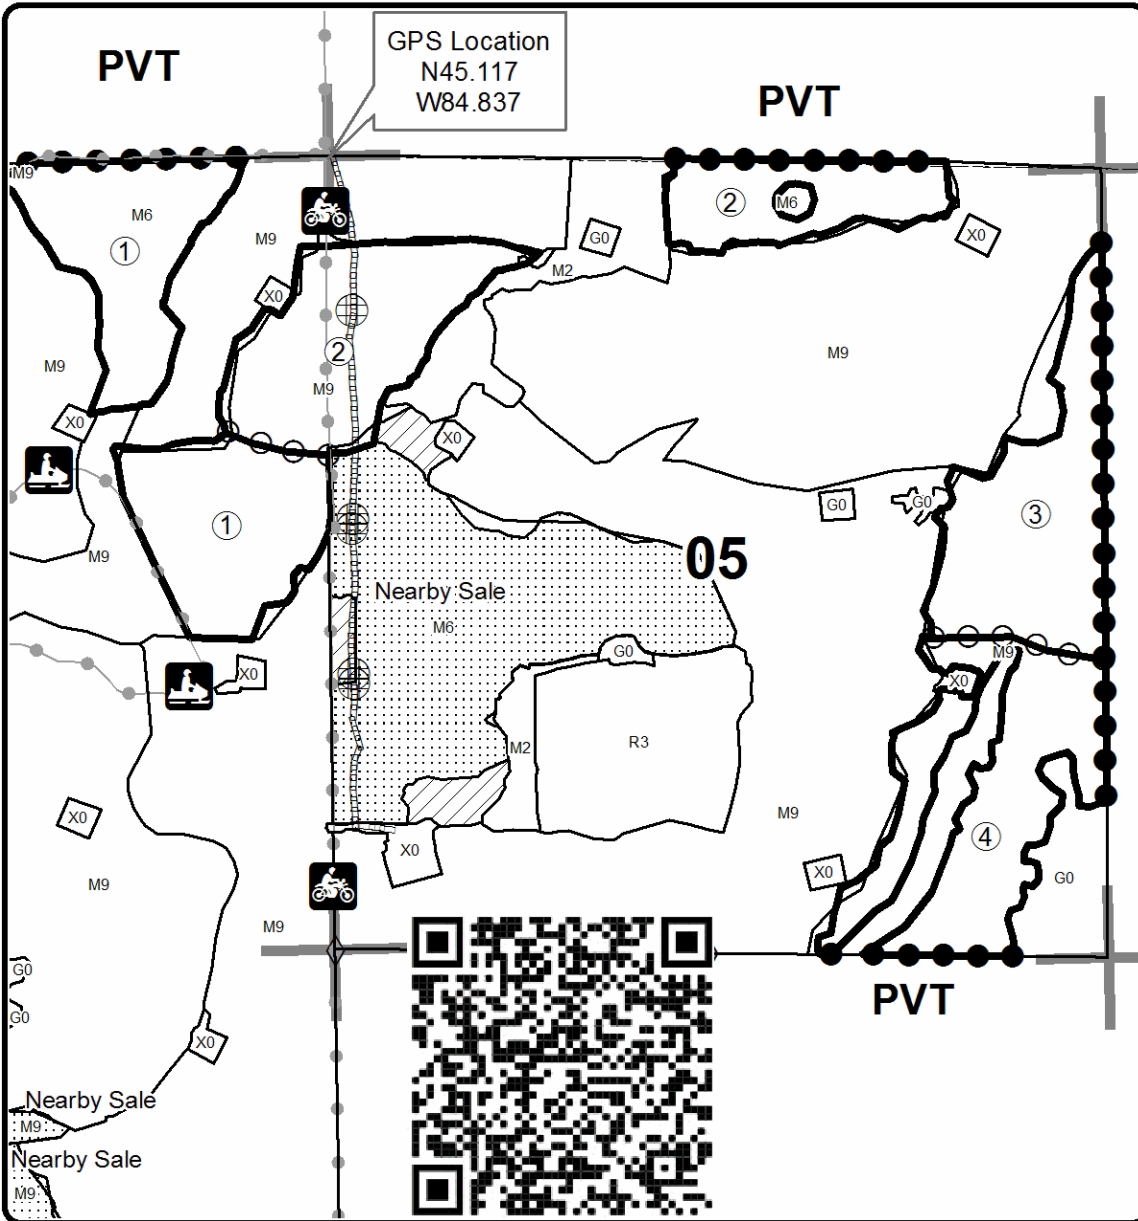 GPS Location
N45.117
W84.837
PVT
PVT
M9
M6
1
M9
2
M6
G0
X0
M2
X0
2
M9
M9
M9
X0
X0
G0
G0
3
1
M9
05
Nearby Sale
M6
G0
M9
X0
X0
R3
M2
M9
X0
4
X0
X0
G0
M9
M9
G0
PVT
G0
X0
Nearby Sale
M9
Nearby Sale
M9